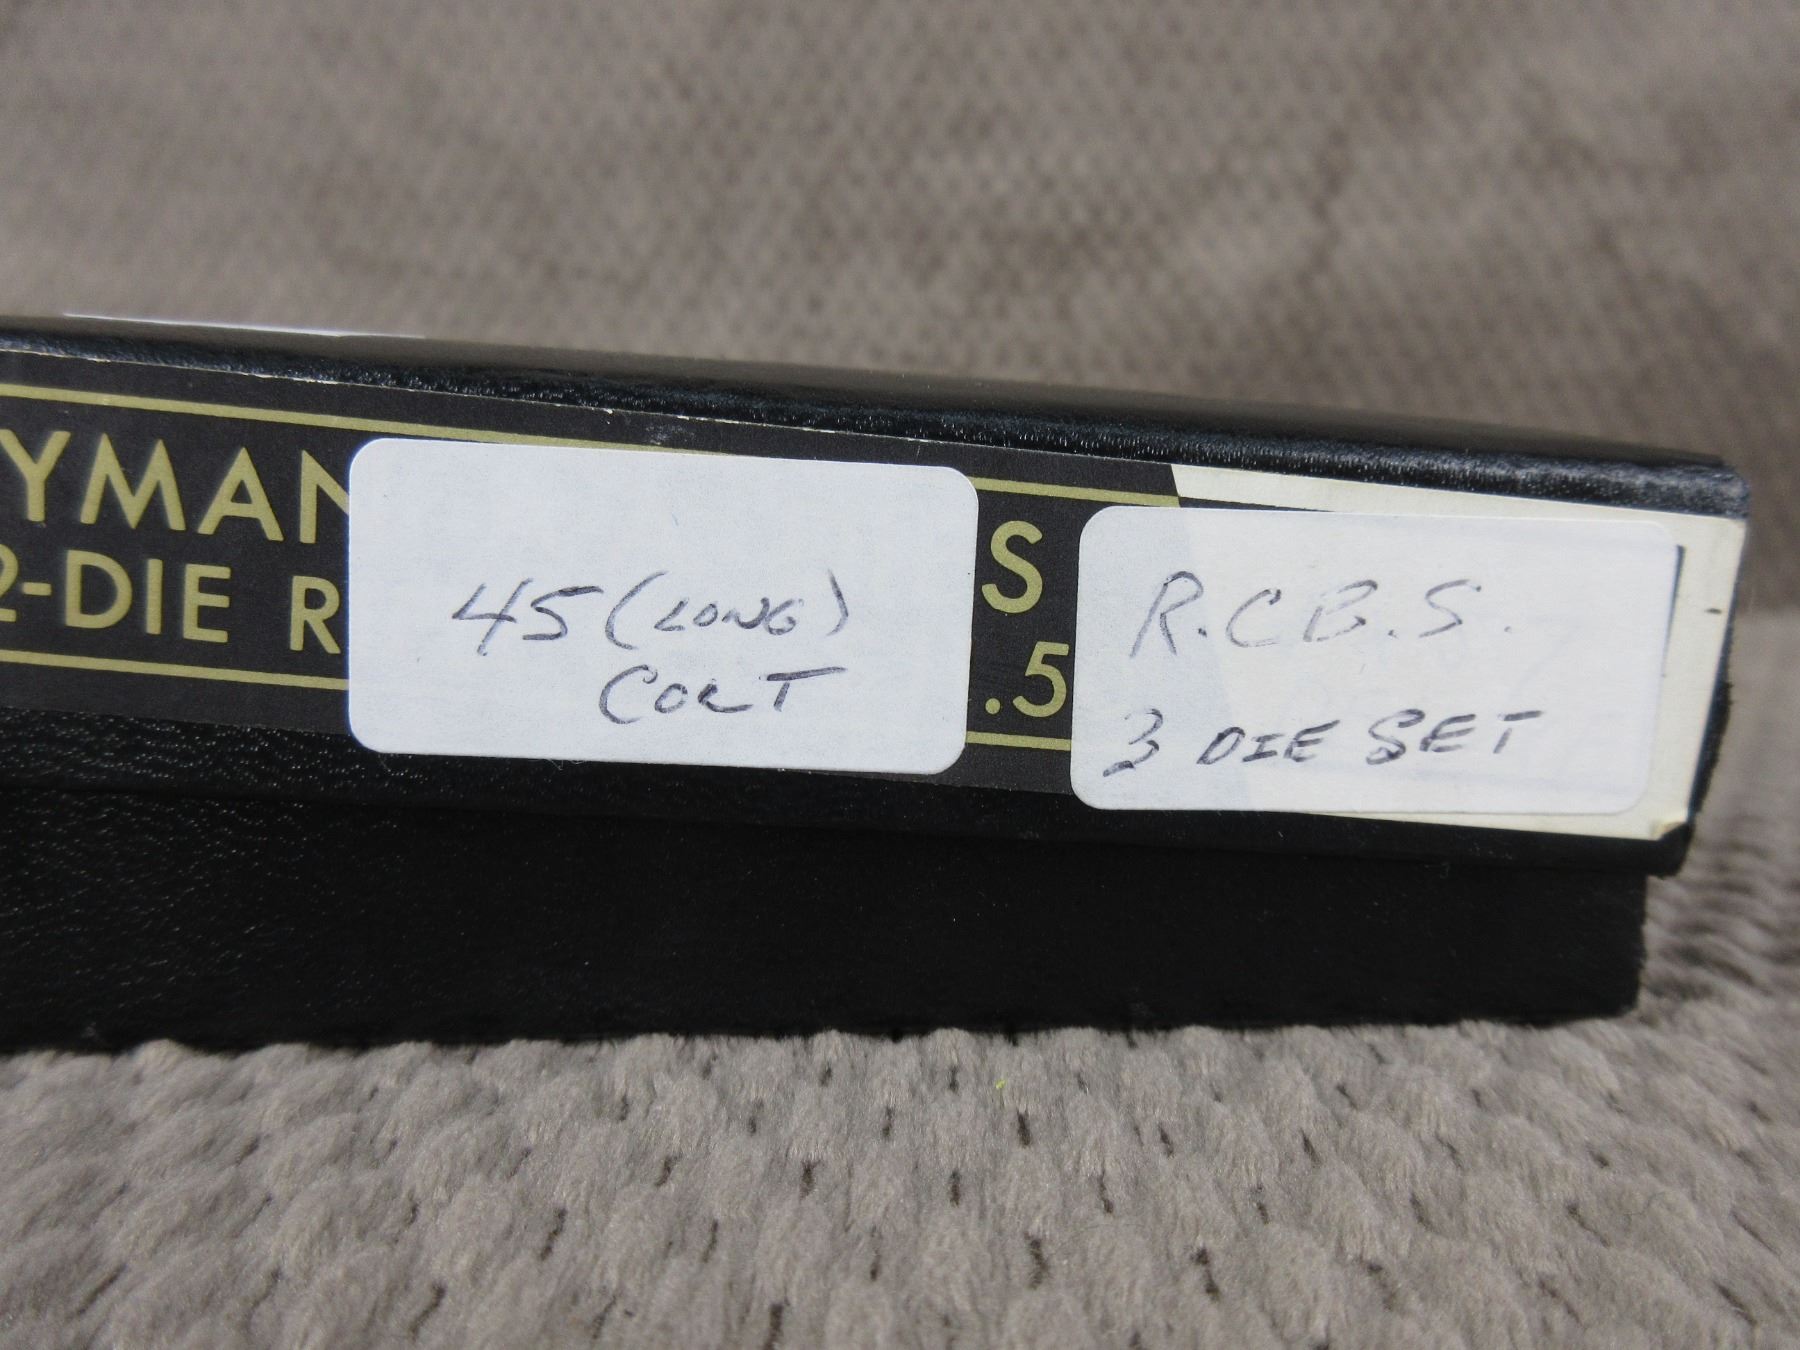 YMAN
2-DIE R
45 (LONG)
COLT
S
.5
R.C.B.S.
3 DIE SET